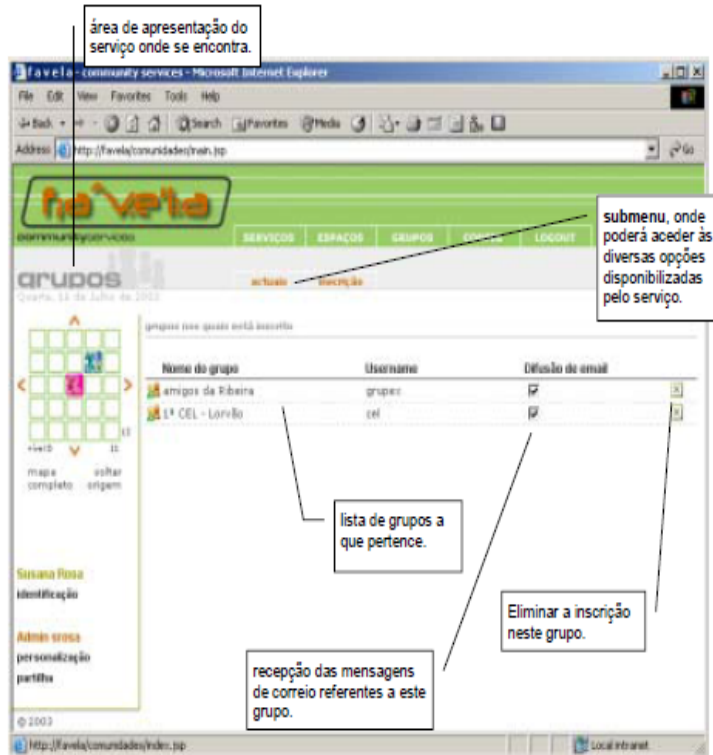 área de apresentação do
serviço onde se encontra.
favela - community services - Microsoft Internet Explorer
File Edit View Favorites Tools Help
Back Search Favorites Media
Address http://favela/comunidades/main.jsp Go
fa°ve°la
communityservices
SERVIÇOS ESPAÇOS GRUPOS LOGOUT
submenu, onde
poderá aceder às
diversas opções
disponibilizadas
pelo serviço.
grupos
actuais inscrição
Quarta, 11 de Julho de 2003
grupos nos quais está inscrito
Nome do grupo Username Difusão de email
amigos da Ribeira grupex
1ª CEL - Lorvão cel
mapa completo
voltar origem
lista de grupos a
que pertence.
Susana Rosa
identificação
Eliminar a inscrição
neste grupo.
Admin srosa
personalização
partilha
recepção das mensagens
de correio referentes a este
grupo.
© 2003
http://favela/comunidades/index.jsp Local intranet